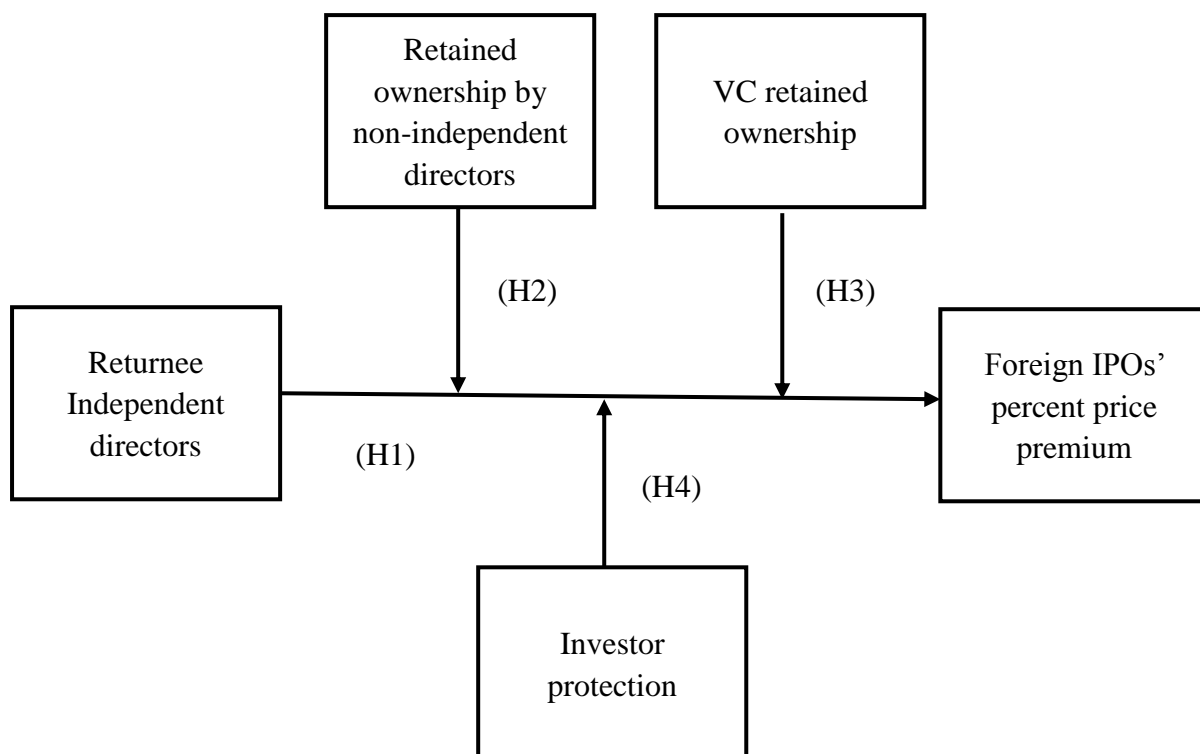 Retained
ownership by
non-independent
directors
VC retained
ownership
(H2)
(H3)
Returnee
Independent
directors
Foreign IPOs’
percent price
premium
(H1)
(H4)
Investor
protection